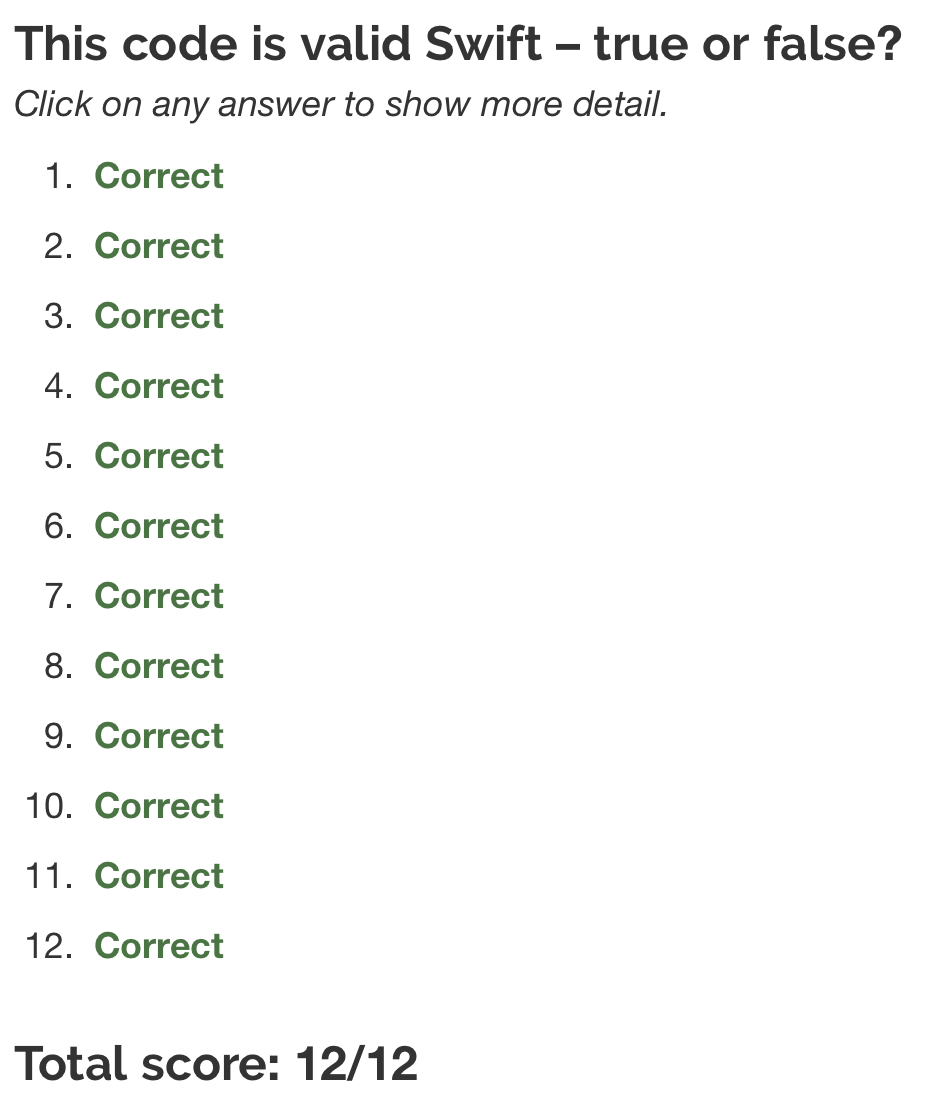 This code is valid Swift – true or false?
Click on any answer to show more detail.
1. Correct
2. Correct
3. Correct
4. Correct
5. Correct
6. Correct
7. Correct
8. Correct
9. Correct
10. Correct
11. Correct
12. Correct
Total score: 12/12